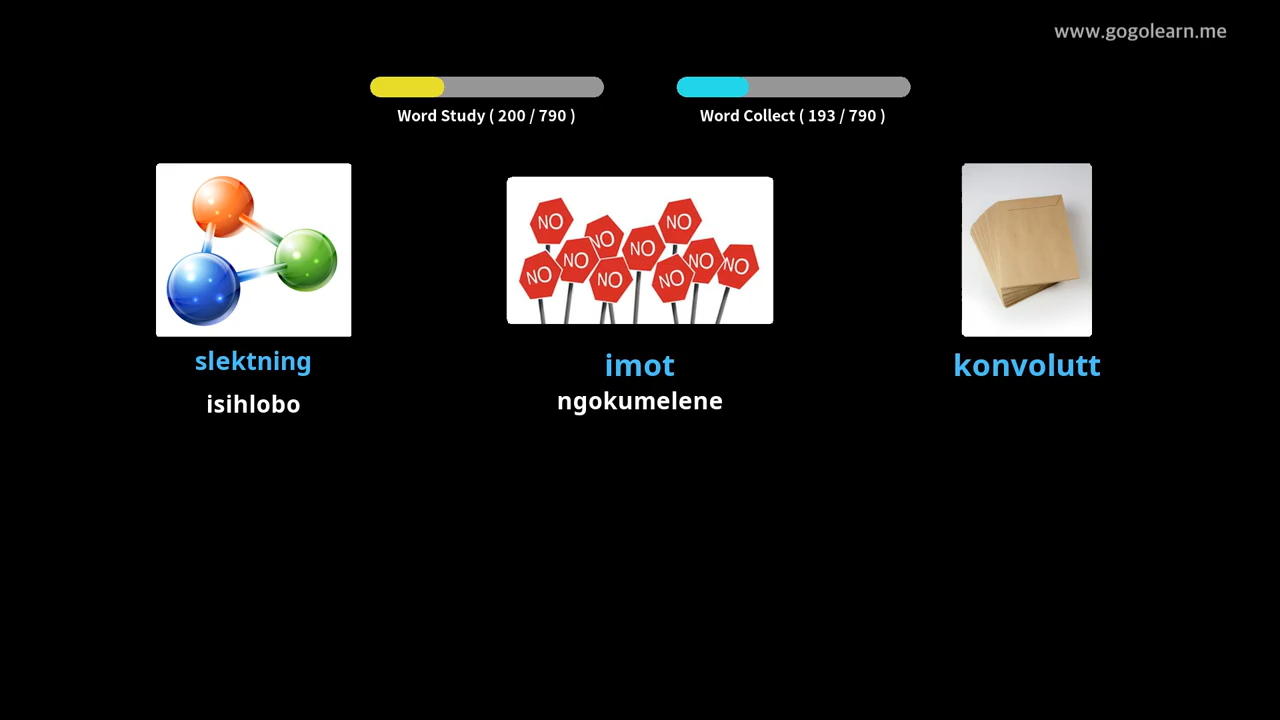 www.gogolearn.me
Word Study ( 200 / 790 )
Word Collect ( 193 / 790 )
NO
NO
NO
NO
NO
NO
NO
NO
NO
NO
slektning
imot
konvolutt
isihlobo
ngokumelene